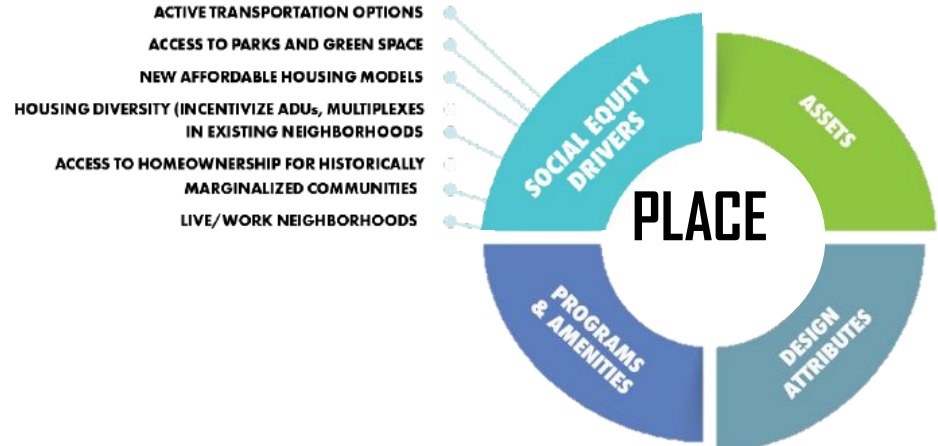 ACTIVE TRANSPORTATION OPTIONS
ACCESS TO PARKS AND GREEN SPACE
NEW AFFORDABLE HOUSING MODELS
HOUSING DIVERSITY (INCENTIVIZE ADUs, MULTIPLEXES
IN EXISTING NEIGHBORHOODS
ACCESS TO HOMEOWNERSHIP FOR HISTORICALLY
MARGINALIZED COMMUNITIES
LIVE/WORK NEIGHBORHOODS
SOCIAL EQUITY
DRIVERS
ASSETS
PLACE
PROGRAMS
& AMENITIES
DESIGN
ATTRIBUTES